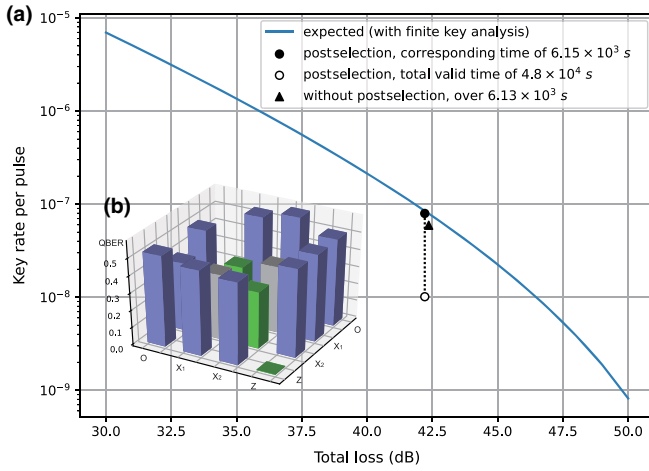 (a)
expected (with finite key analysis)
postselection, corresponding time of 6.15 × 10³ s
postselection, total valid time of 4.8 × 10⁴ s
without postselection, over 6.13 × 10³ s
10⁻⁵
10⁻⁶
10⁻⁷
10⁻⁸
10⁻⁹
Key rate per pulse
(b)
QBER
0.5
0.4
0.3
0.2
0.1
0.0
O
X₁
X₂
Z
Z
X₂
X₁
O
30.0 32.5 35.0 37.5 40.0 42.5 45.0 47.5 50.0
Total loss (dB)